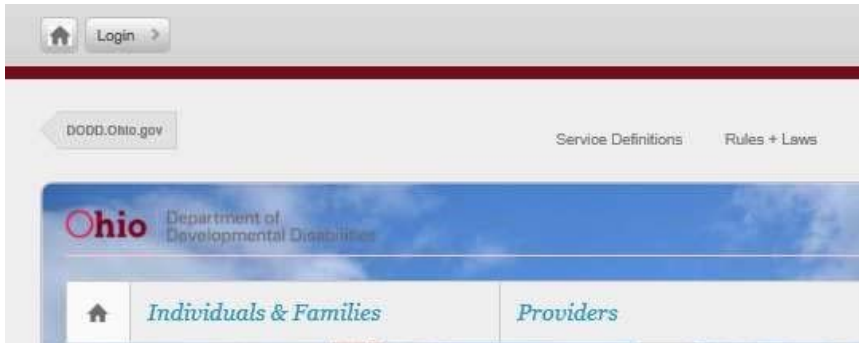 Login >
DODD.Ohio.gov
Service Definitions Rules + Laws
Ohio Department of
Developmental Disabilities
Individuals & Families Providers